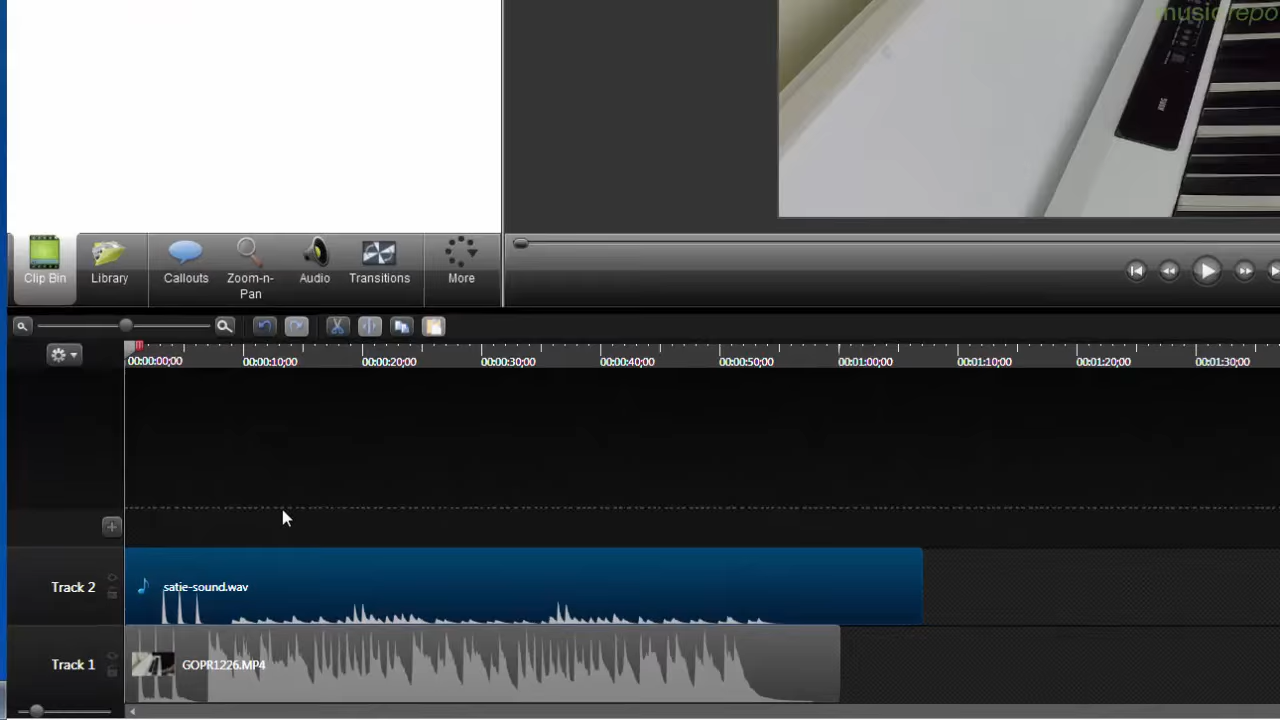 musicrepo
KORG
Clip Bin
Library
Callouts
Zoom-n-
Pan
Audio
Transitions
More
00:00:00;00 00:00:10;00 00:00:20;00 00:00:30;00 00:00:40;00 00:00:50;00 00:01:00;00 00:01:10;00 00:01:20;00 00:01:30;00
Track 2
satie-sound.wav
Track 1
GOPR1226.MP4